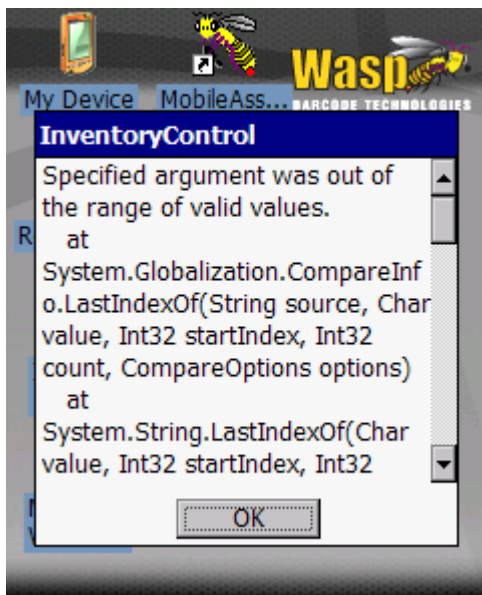 Wasp
My Device MobileAss...
BARCODE TECHNOLOGIES
InventoryControl
Specified argument was out of
the range of valid values.
at
System.Globalization.CompareInf
o.LastIndexOf(String source, Char
value, Int32 startIndex, Int32
count, CompareOptions options)
at
System.String.LastIndexOf(Char
value, Int32 startIndex, Int32
OK